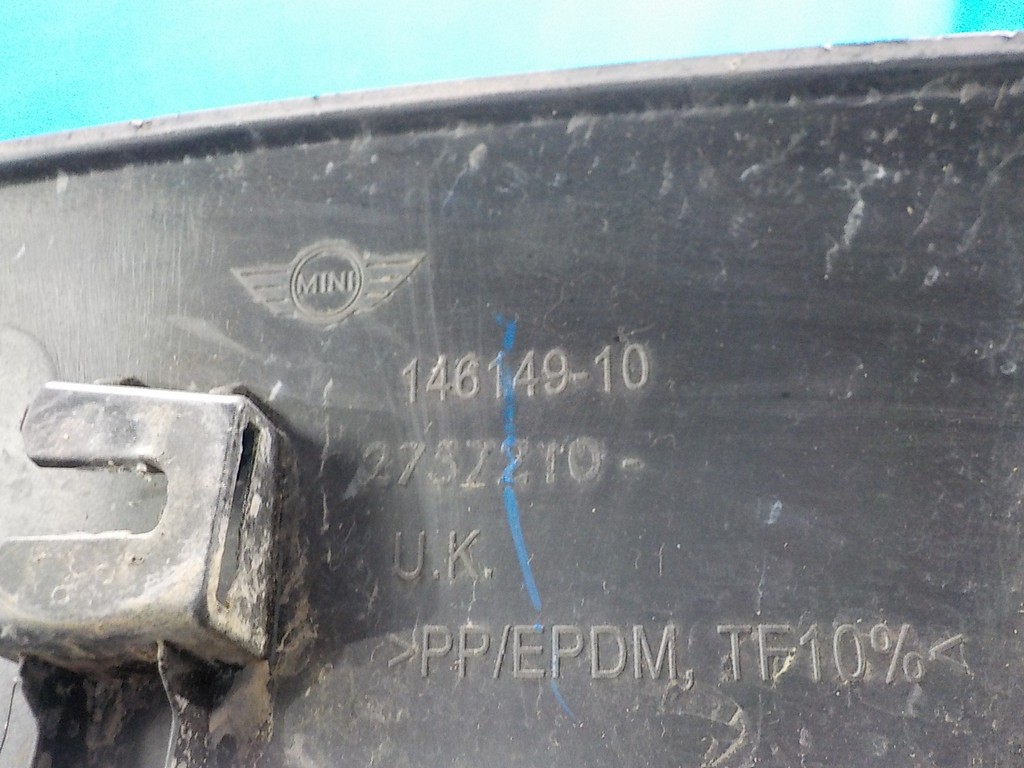 MINI
146149-10
U.K.
>PP/EPDM, TF10%<